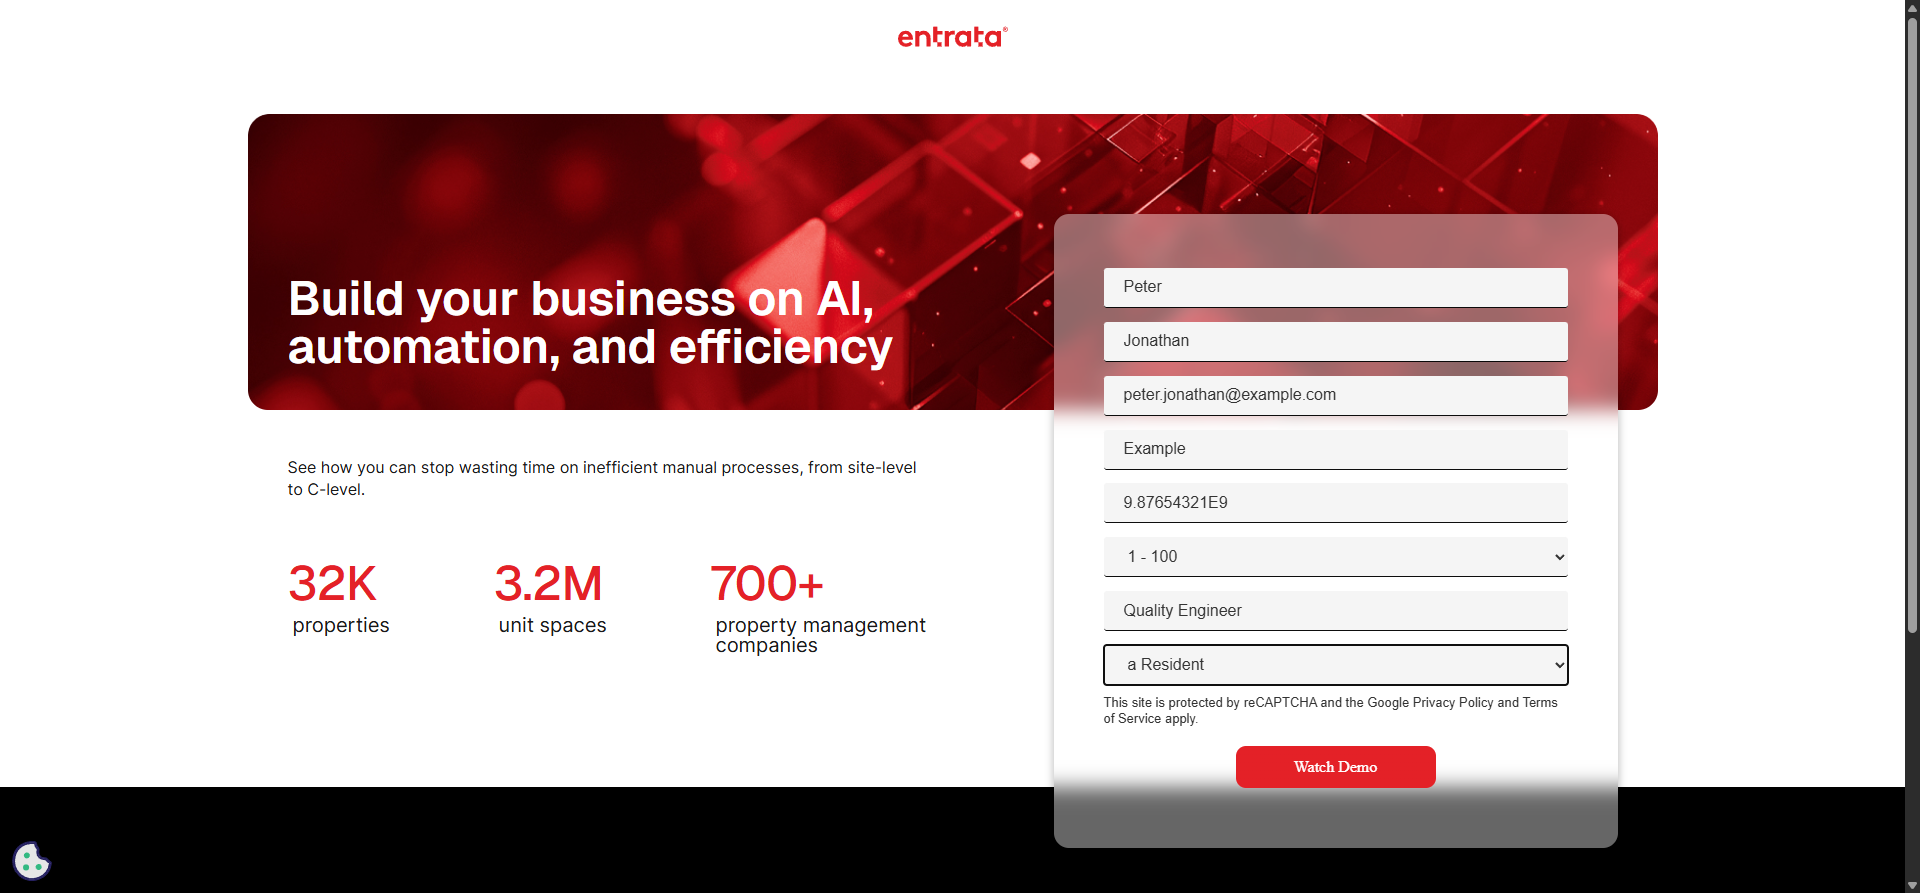 entrata®
Build your business on AI,
automation, and efficiency
See how you can stop wasting time on inefficient manual processes, from site-level
to C-level.
32K
properties
3.2M
unit spaces
700+
property management
companies
Peter
Jonathan
peter.jonathan@example.com
Example
9.87654321E9
1 - 100
Quality Engineer
a Resident
This site is protected by reCAPTCHA and the Google Privacy Policy and Terms
of Service apply.
Watch Demo